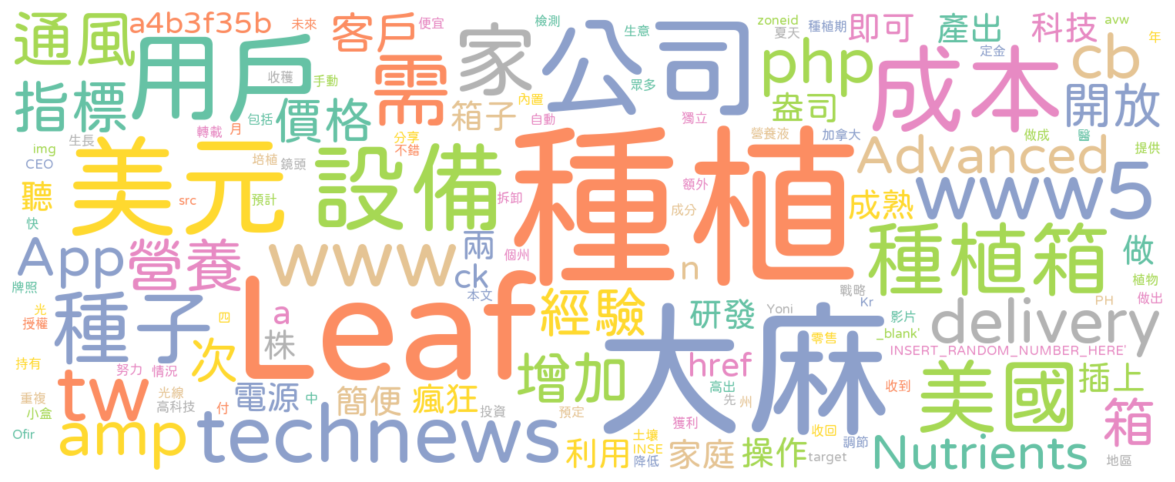 通風 a4b3f35b 客戶 便宜 檢測 生意 zoneid 夏天 種植期 即可 產出 科技 avw 年
未來 用戶 家 公司 php 定金 cb
指標 收穫 手動 需 眾多 盎司 成本 開放
包括 價格 箱子 內置 自動 獨立
轉載 月 分享 不錯 營養液 加拿大 做成 醫 提供
img 生長 CEO 美元 培植 鏡頭 設備 種植 Advanced
聽 src 預計 拆卸 額外 成分 成熟 www5
快 App 營養 www 兩 個州 種植箱 做
牌照 ck 本文 n 戰略 植物
光 授權 種子 Leaf a 株 經驗 研發 Yoni Kr 影片 delivery PH 做出
四 大麻 零售 _blank' INSERT_RANDOM_NUMBER_HERE'
持有 努力 情況 次 增加 href 高出 收到 美國 插上
重複 小盒 tw 光線 高科技 付 電源 中 簡便 瘋狂 投資 預定 先 州 獲利 箱
Ofir amp technews 利用 土壤 INSE 降低 家庭 操作 收回 調節 target Nutrients 地區